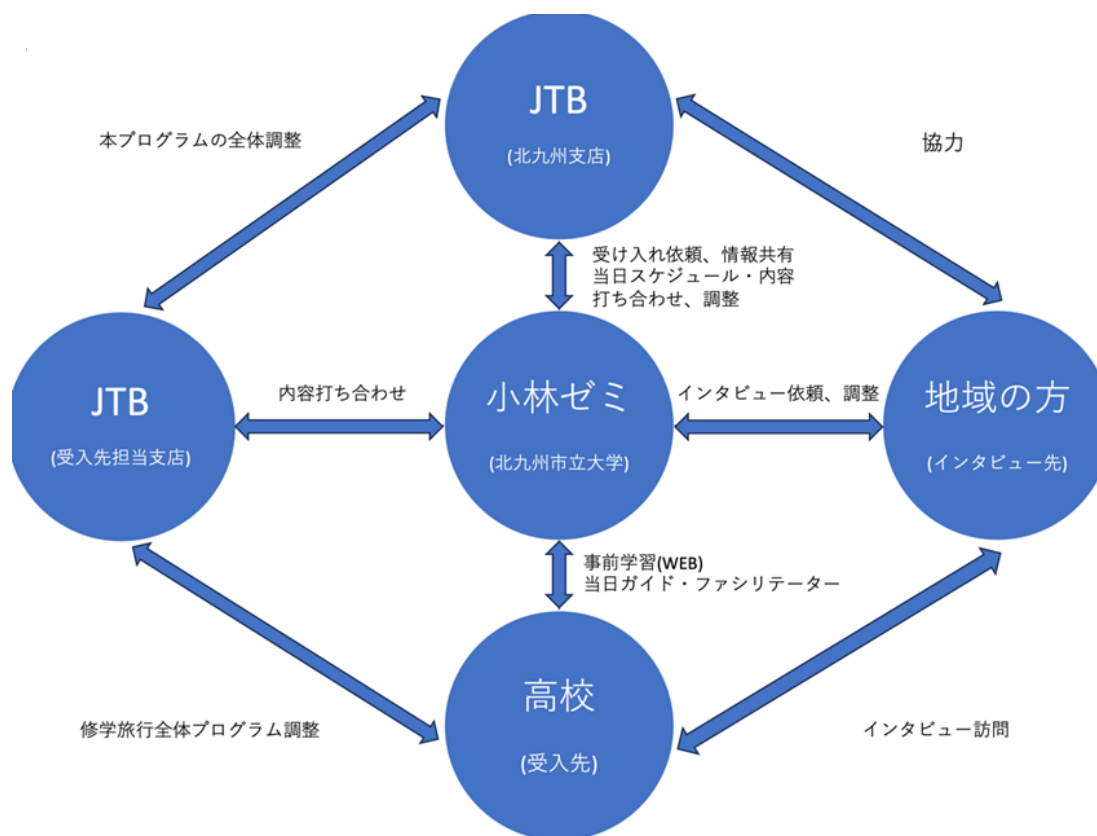 JTB
(北九州支店)
本プログラムの全体調整
協力
受け入れ依頼、情報共有
当日スケジュール・内容
打ち合わせ、調整
JTB
(受入先担当支店)
内容打ち合わせ
小林ゼミ
(北九州市立大学)
インタビュー依頼、調整
地域の方
(インタビュー先)
事前学習(WEB)
当日ガイド・ファシリテーター
高校
(受入先)
修学旅行全体プログラム調整
インタビュー訪問